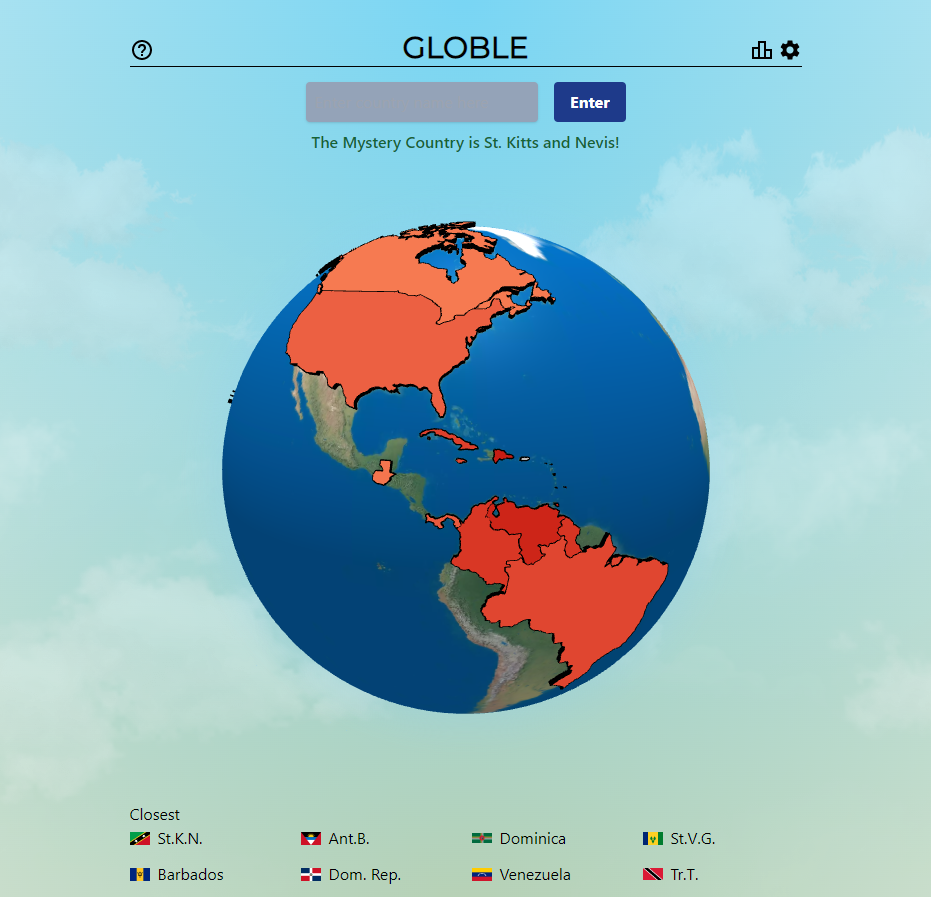 GLOBLE
Enter
The Mystery Country is St. Kitts and Nevis!
Closest
St.K.N. Ant.B. Dominica St.V.G.
Barbados Dom. Rep. Venezuela Tr.T.